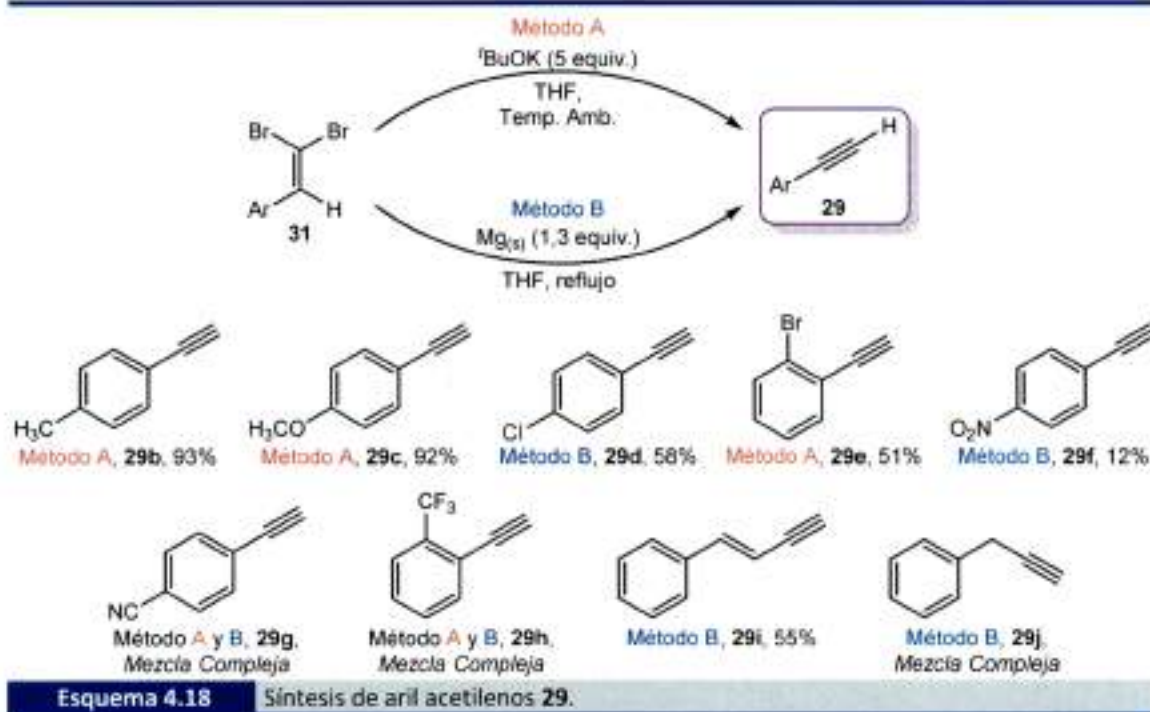 Método A
tBuOK (5 equiv.)
THF,
Temp. Amb.
Br Br
Ar H
31
H
Ar
29
Método B
Mg(s) (1,3 equiv.)
THF, reflujo
H3C
Método A, 29b, 93%
H3CO
Método A, 29c, 92%
Cl
Método B, 29d, 58%
Br
Método A, 29e, 51%
O2N
Método B, 29f, 12%
NC
Método A y B, 29g,
Mezcla Compleja
CF3
Método A y B, 29h,
Mezcla Compleja
Método B, 29i, 55%
Método B, 29j,
Mezcla Compleja
Esquema 4.18 Síntesis de aril acetilenos 29.